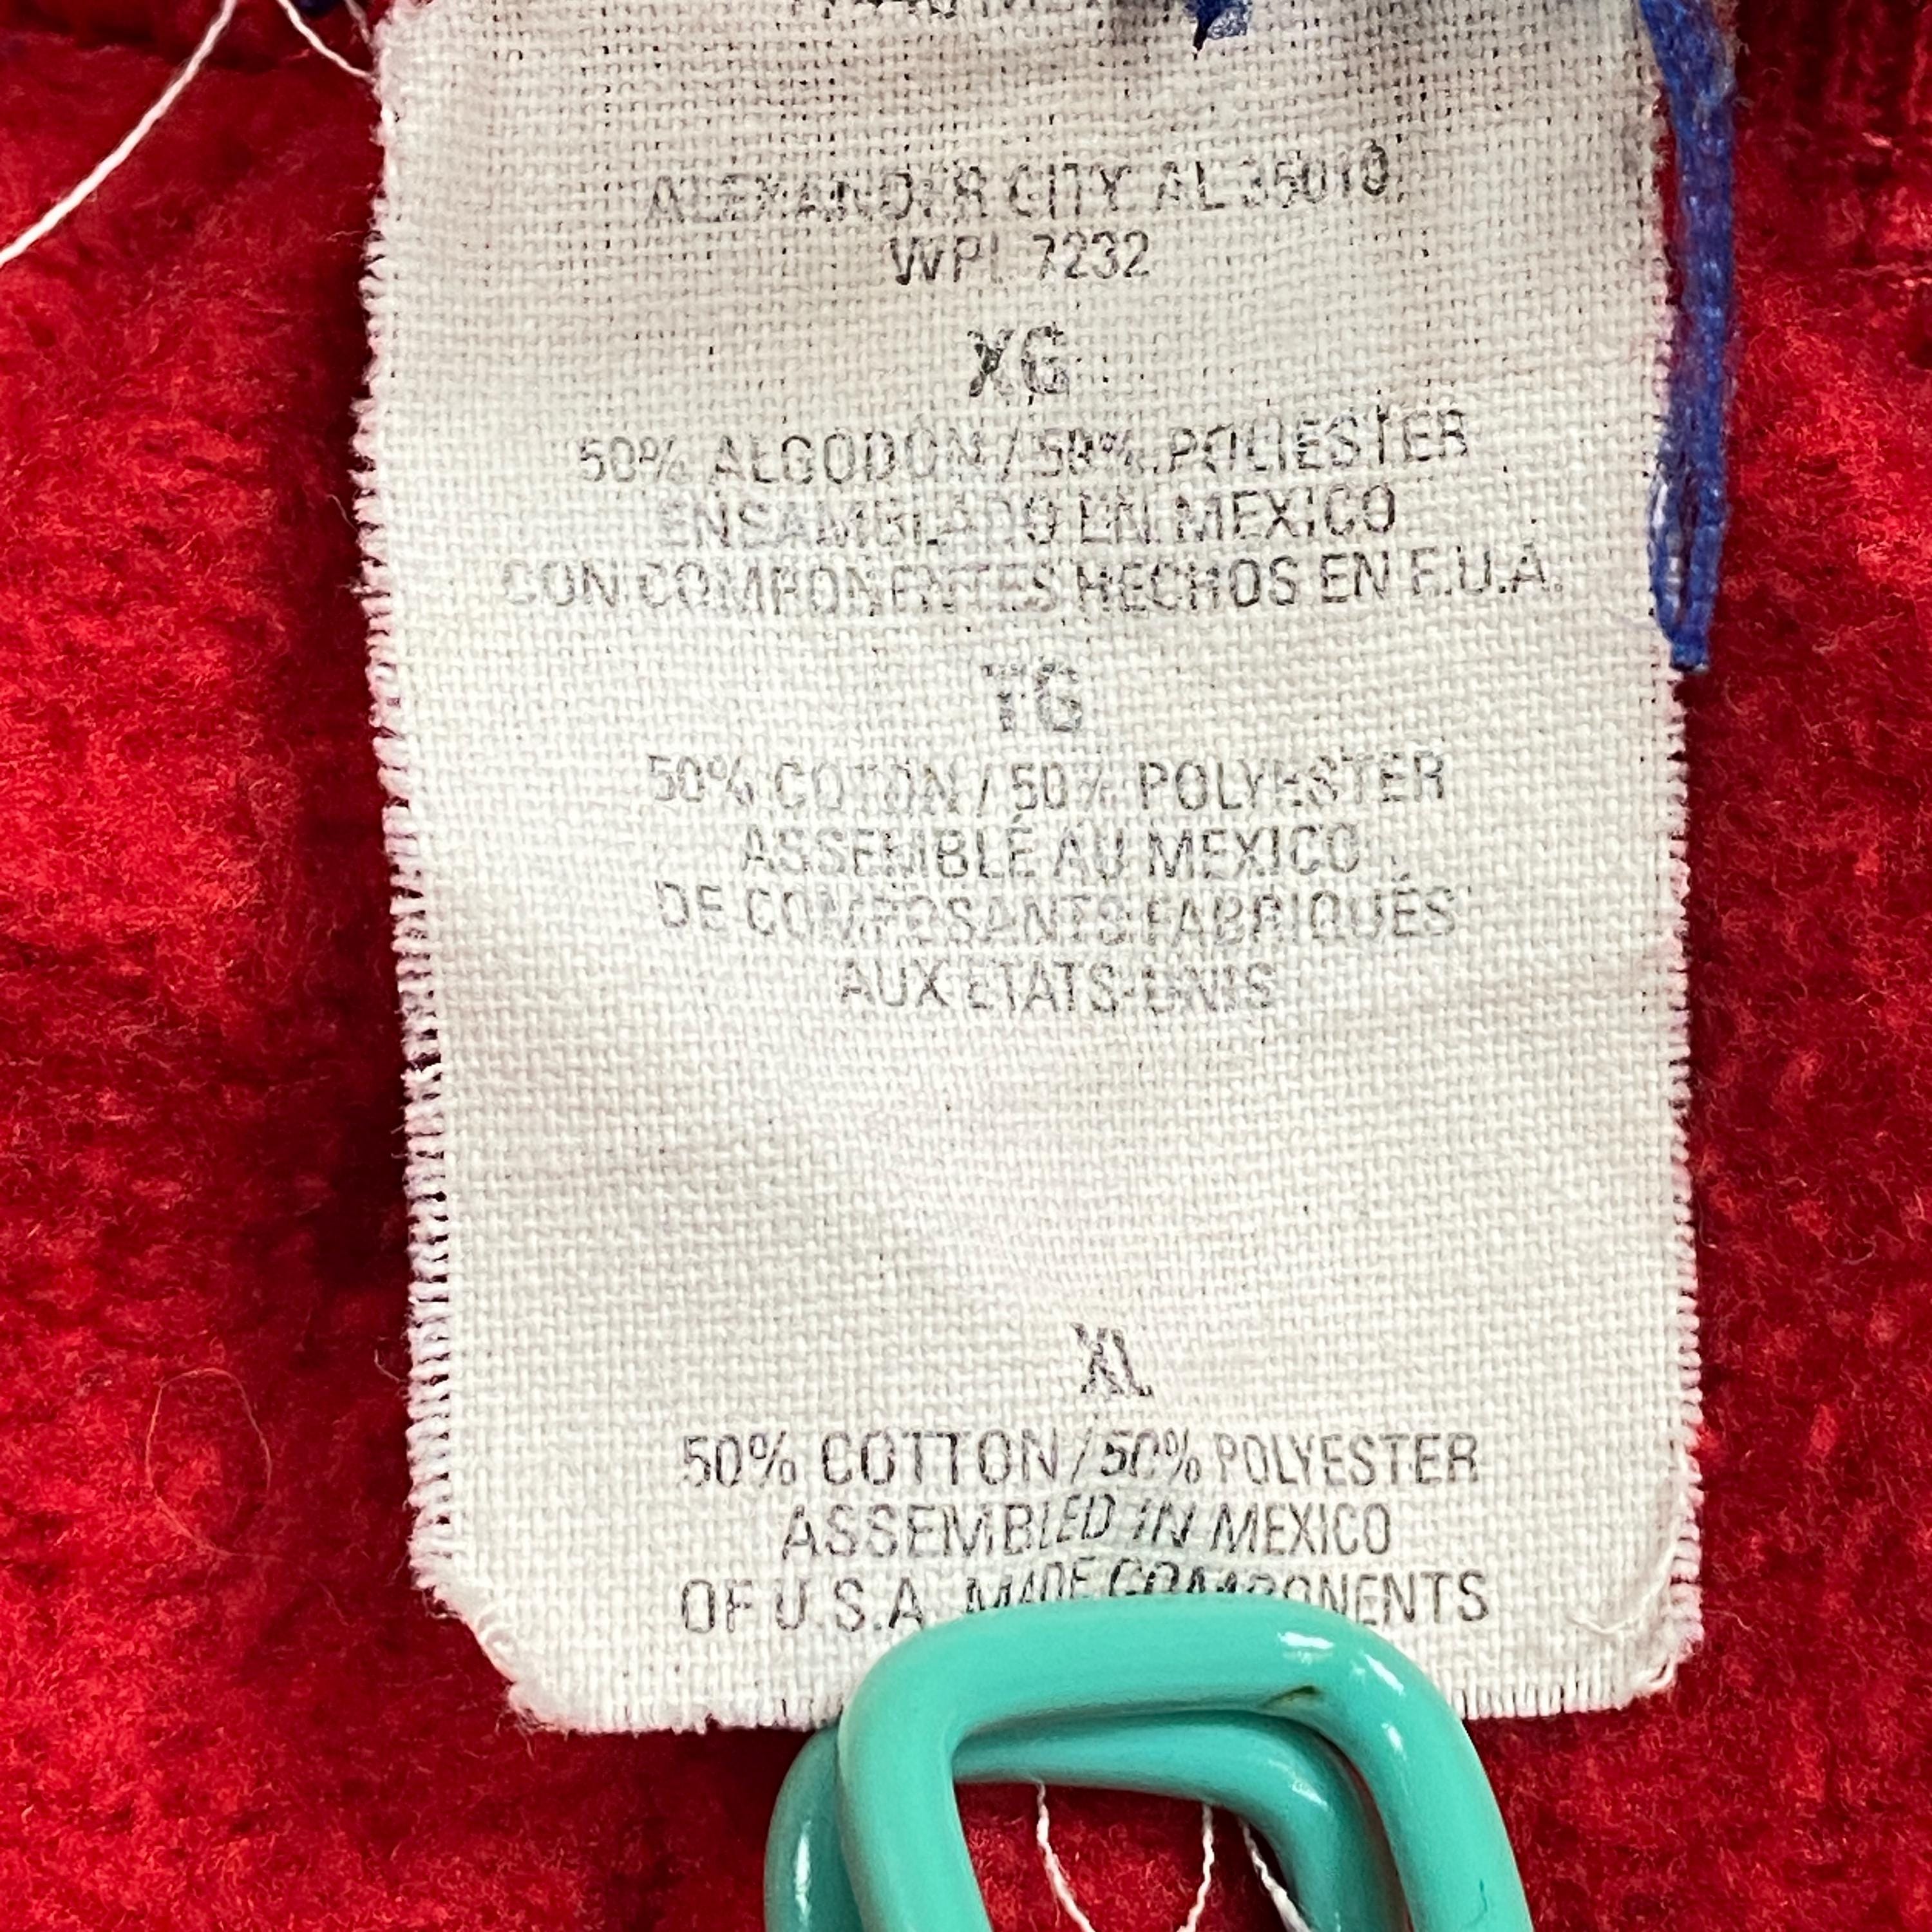 ALEXANDER CITY AL 35010
WPL 7232
XG
50% ALGODÓN / 50% POLIESTER
ENSAMBLADO EN MEXICO
CON COMPONENTES HECHOS EN E.U.A.
TG
50% COTON / 50% POLYESTER
ASSEMBLÉ AU MEXICO
DE COMPOSANTS FABRIQUÉS
AUX ETATS-UNIS
XL
50% COTTON / 50% POLYESTER
ASSEMBLED IN MEXICO
OF U.S.A. MADE COMPONENTS